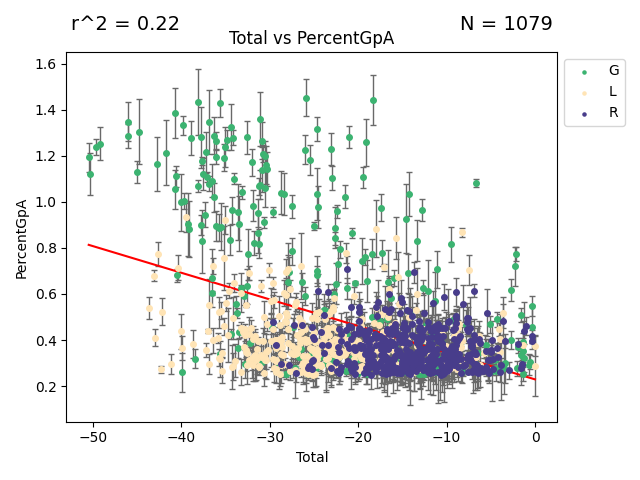 r^2 = 0.22
N = 1079
Total vs PercentGpA
G
L
R
1.6
1.4
1.2
1.0
0.8
0.6
0.4
0.2
PercentGpA
−50
−40
−30
−20
−10
0
Total